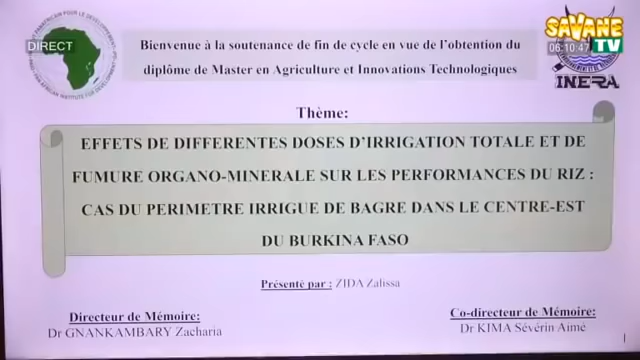 DIRECT
SAVANE TV
06:10:47
INERA
Bienvenue à la soutenance de fin de cycle en vue de l'obtention du
diplôme de Master en Agriculture et Innovations Technologiques
Thème:
EFFETS DE DIFFERENTES DOSES D'IRRIGATION TOTALE ET DE
FUMURE ORGANO-MINERALE SUR LES PERFORMANCES DU RIZ :
CAS DU PERIMETRE IRRIGUE DE BAGRE DANS LE CENTRE-EST
DU BURKINA FASO
Présenté par : ZIDA Zalissa
Directeur de Mémoire:
Dr GNANKAMBARY Zacharia
Co-directeur de Mémoire:
Dr KIMA Sévérin Aimé